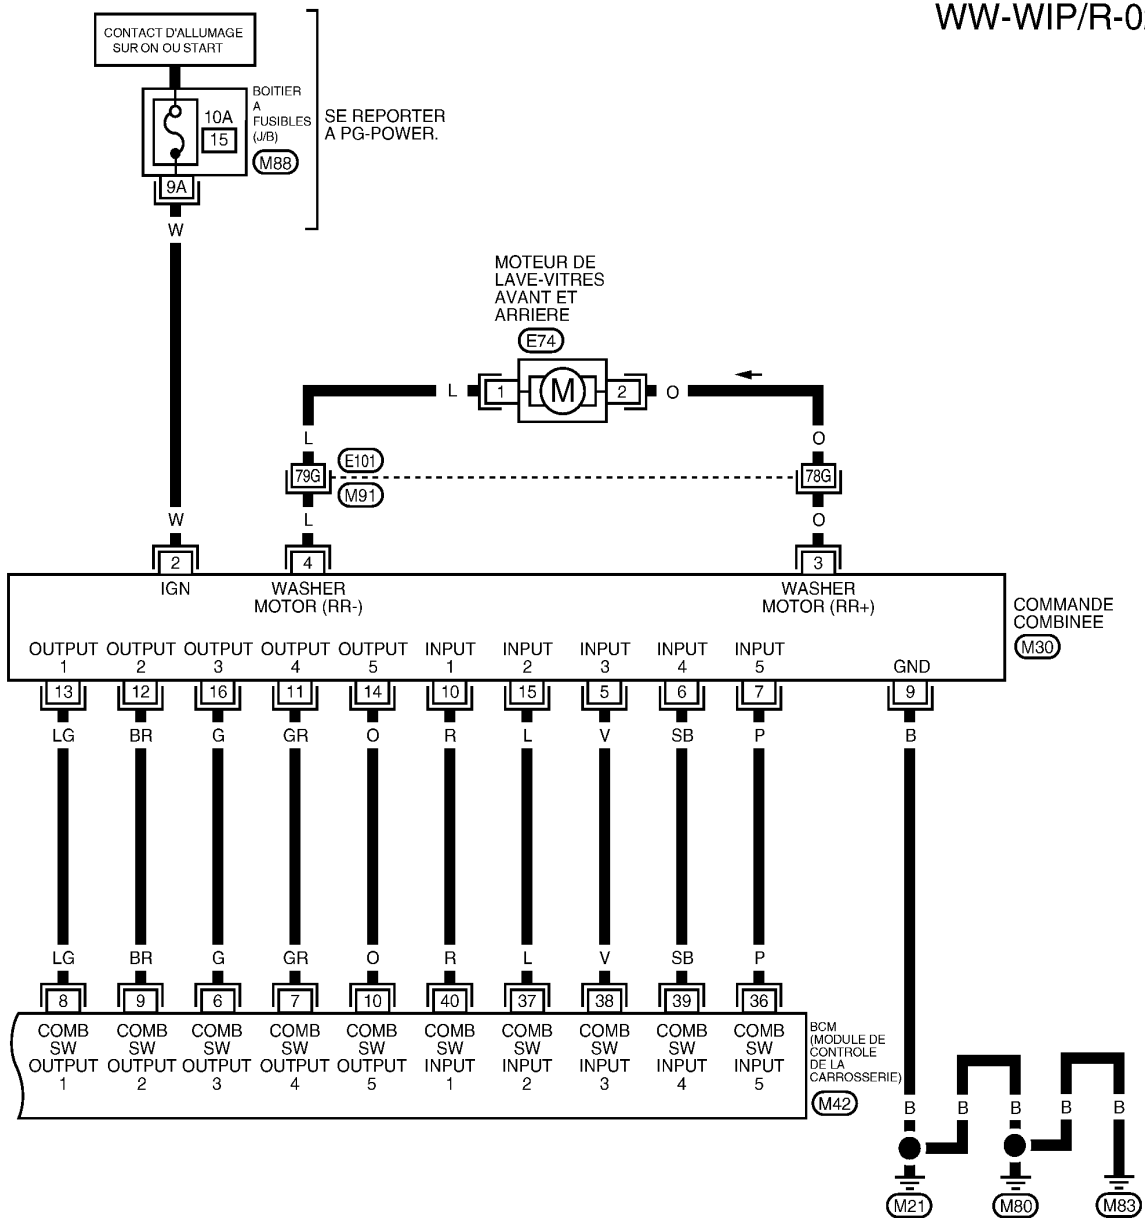 WW-WIP/R-0
CONTACT D'ALLUMAGE
SUR ON OU START
BOITIER
A
FUSIBLES
(J/B)
10A
15
M88
SE REPORTER
A PG-POWER.
9A
W
MOTEUR DE
LAVE-VITRES
AVANT ET
ARRIERE
E74
L 1 M 2 O
L O
79G E101 78G
M91
W L O
2 4 3
IGN WASHER WASHER
MOTOR (RR-) MOTOR (RR+)
COMMANDE
COMBINEE
M30
OUTPUT OUTPUT OUTPUT OUTPUT OUTPUT INPUT INPUT INPUT INPUT INPUT
1 2 3 4 5 1 2 3 4 5 GND
13 12 16 11 14 10 15 5 6 7 9
LG BR G GR O R L V SB P B
LG BR G GR O R L V SB P
8 9 6 7 10 40 37 38 39 36
COMB COMB COMB COMB COMB COMB COMB COMB COMB COMB
SW SW SW SW SW SW SW SW SW SW
OUTPUT OUTPUT OUTPUT OUTPUT OUTPUT INPUT INPUT INPUT INPUT INPUT
1 2 3 4 5 1 2 3 4 5
BCM
(MODULE DE
CONTROLE
DE LA
CARROSSERIE)
M42
B B B B B
M21 M80 M83